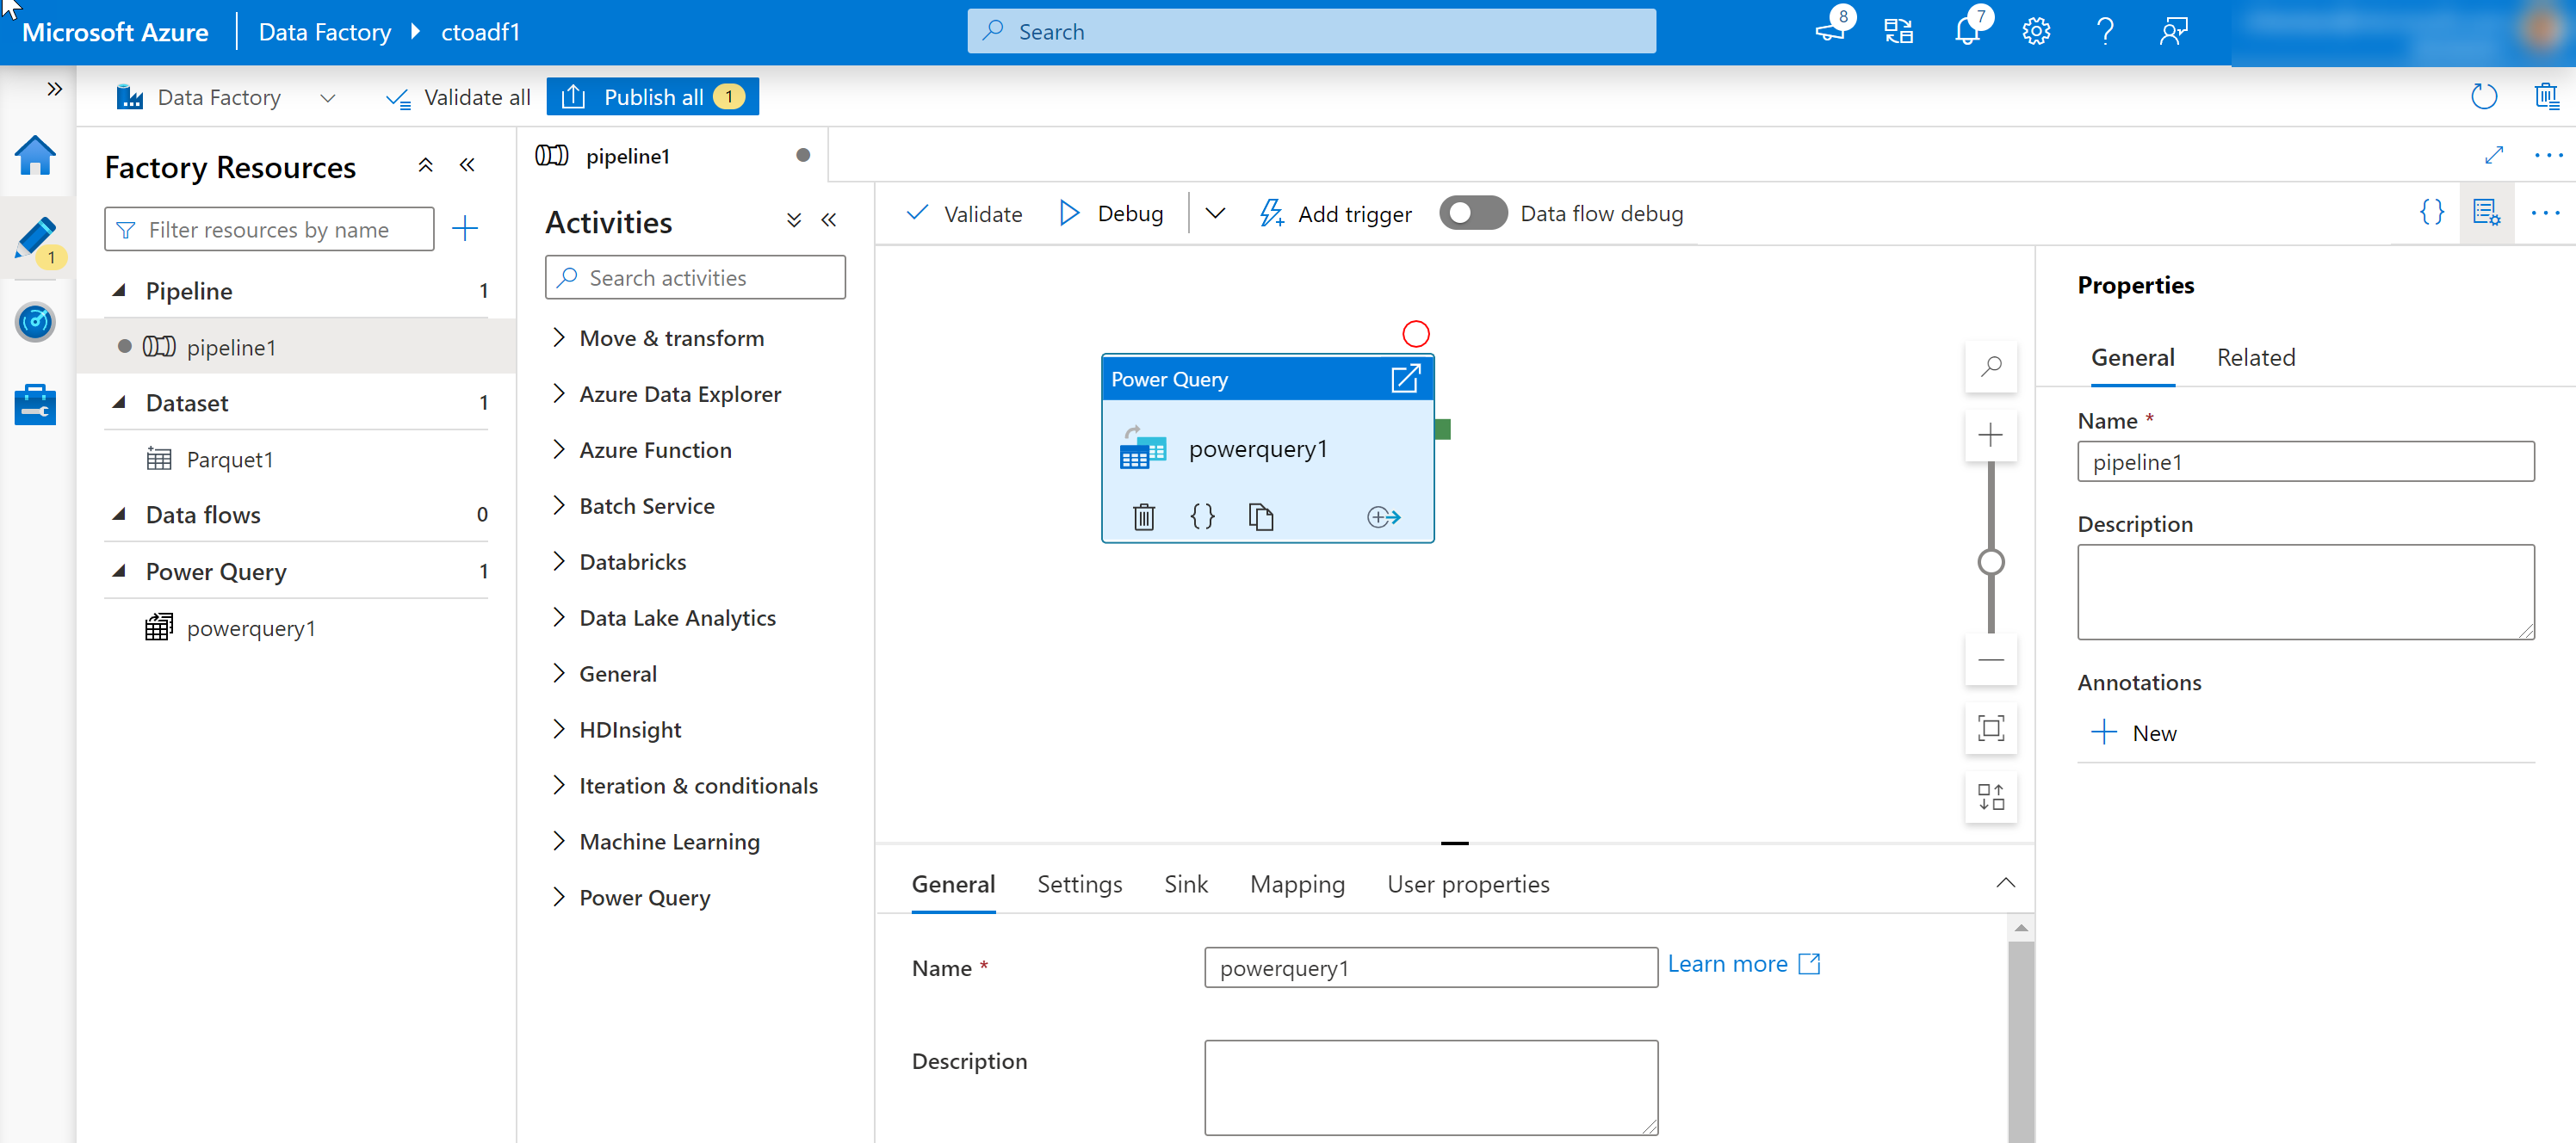 Microsoft Azure
Data Factory
ctoadf1
Search
8
7
Data Factory
Validate all
Publish all 1
Factory Resources
Filter resources by name
1
Pipeline 1
pipeline1
Dataset 1
Parquet1
Data flows 0
Power Query 1
powerquery1
pipeline1
Activities
Search activities
Move & transform
Azure Data Explorer
Azure Function
Batch Service
Databricks
Data Lake Analytics
General
HDInsight
Iteration & conditionals
Machine Learning
Power Query
Validate
Debug
Add trigger
Data flow debug
Power Query
powerquery1
General
Settings
Sink
Mapping
User properties
Name *
powerquery1
Learn more
Description
Properties
General
Related
Name *
pipeline1
Description
Annotations
New